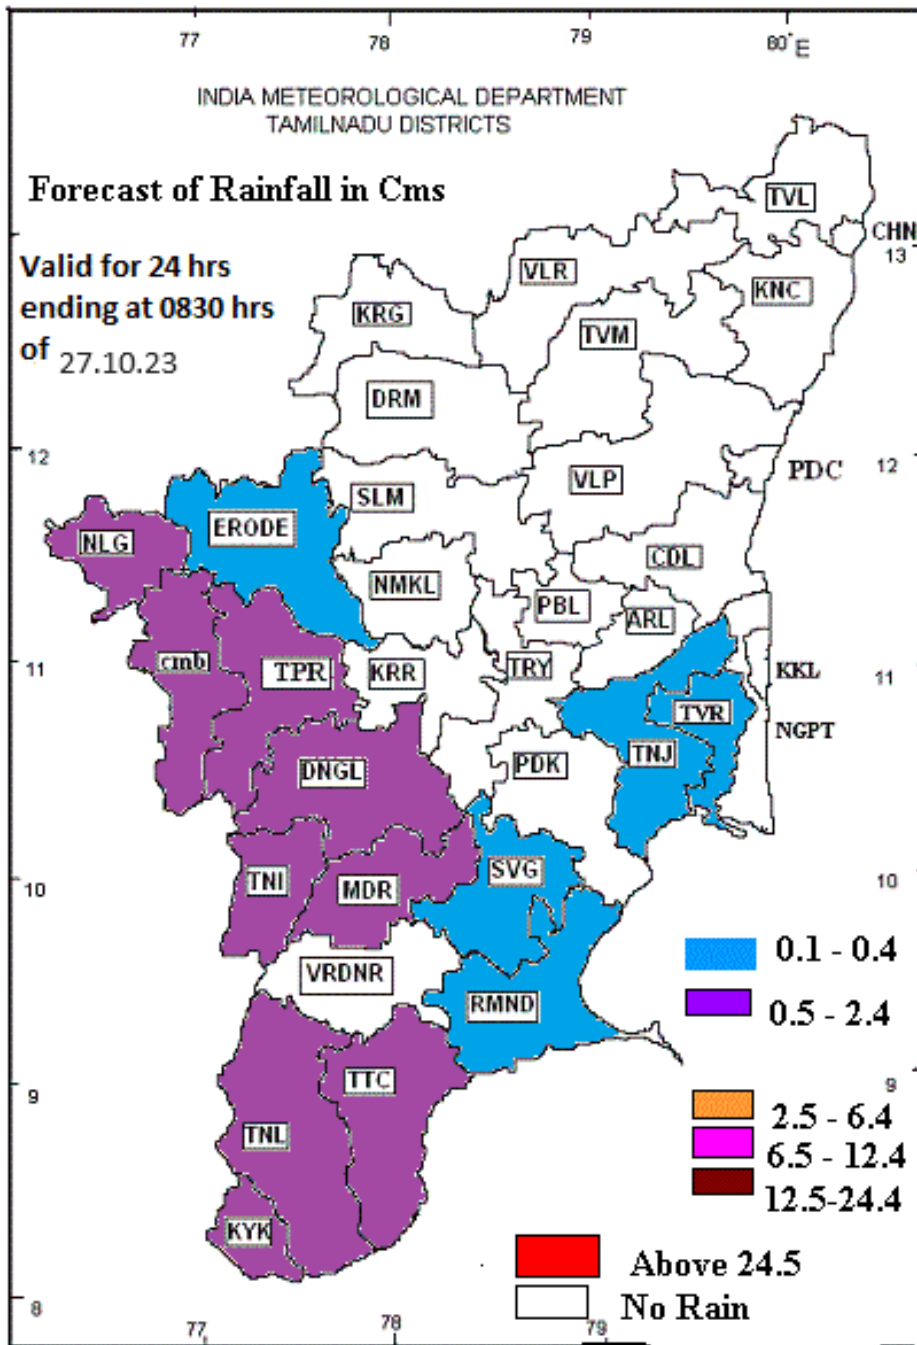 77 78 79 80° E
INDIA METEOROLOGICAL DEPARTMENT
TAMILNADU DISTRICTS
Forecast of Rainfall in Cms
TVL
CHN
13
Valid for 24 hrs
ending at 0830 hrs
of 27.10.23
VLR
KNC
KRG
TVM
DRM
12
12
PDC
VLP
SLM
ERODE
NLG
CDL
NMKL
PBL
ARL
11
cmb
TPR
KRR
TRY
KKL
11
TVR
NGPT
TNJ
DNGL
PDK
10
TNI
MDR
SVG
10
VRDNR
RMND
0.1 - 0.4
0.5 - 2.4
9
TTC
9
TNL
2.5 - 6.4
6.5 - 12.4
12.5-24.4
KYK
Above 24.5
No Rain
8
77 78 79